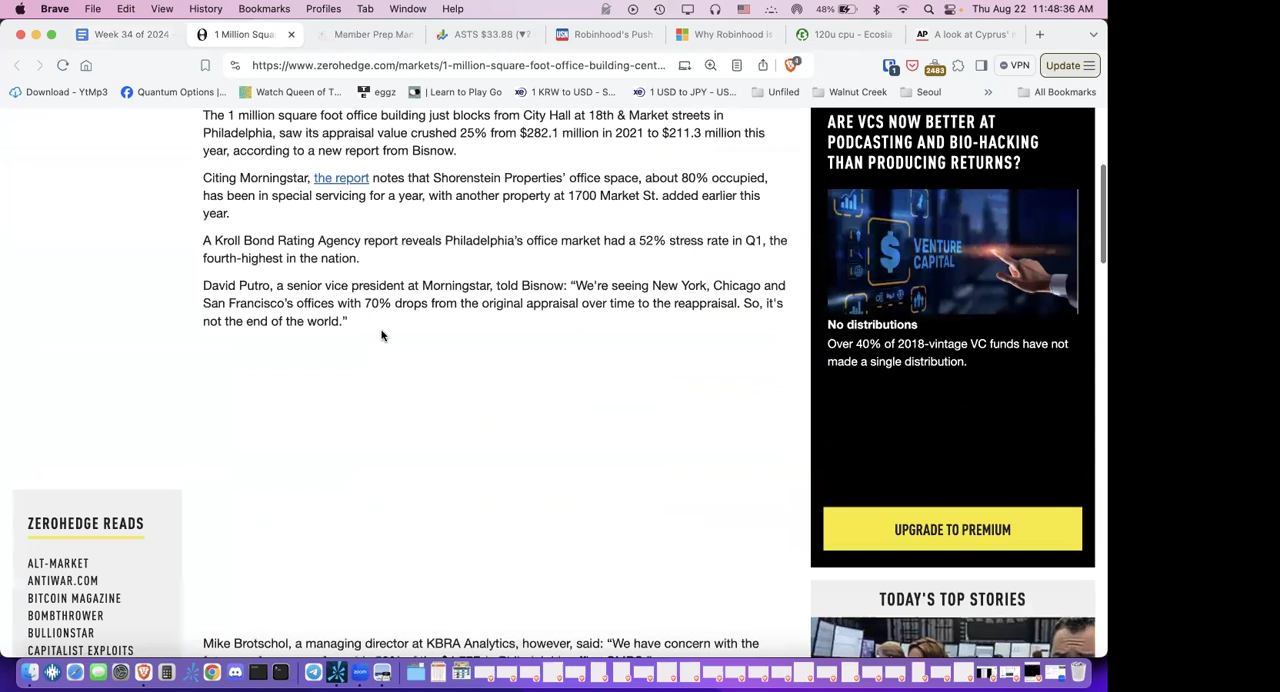 Brave File Edit View History Bookmarks Profiles Tab Window Help 48% Thu Aug 22 11:48:36 AM
Week 34 of 2024
1 Million Squa
Member Prep Man
ASTS $33.88
Robinhood's Push
Why Robinhood is
120u cpu - Ecosia
AP A look at Cyprus'
https://www.zerohedge.com/markets/1-million-square-foot-office-building-cent...
4
1
2483
VPN
Update
Download - YtMp3
Quantum Options |...
Watch Queen of T...
eggz
| Learn to Play Go
1 KRW to USD - S...
1 USD to JPY - US...
Unfiled
Walnut Creek
Seoul
»
All Bookmarks
The 1 million square foot office building just blocks from City Hall at 18th & Market streets in
Philadelphia, saw its appraisal value crushed 25% from $282.1 million in 2021 to $211.3 million this
year, according to a new report from Bisnow.
Citing Morningstar, the report notes that Shorenstein Properties’ office space, about 80% occupied,
has been in special servicing for a year, with another property at 1700 Market St. added earlier this
year.
A Kroll Bond Rating Agency report reveals Philadelphia’s office market had a 52% stress rate in Q1, the
fourth-highest in the nation.
David Putro, a senior vice president at Morningstar, told Bisnow: “We're seeing New York, Chicago and
San Francisco’s offices with 70% drops from the original appraisal over time to the reappraisal. So, it's
not the end of the world."
Mike Brotschol, a managing director at KBRA Analytics, however, said: “We have concern with the
ZEROHEDGE READS
ALT-MARKET
ANTIWAR.COM
BITCOIN MAGAZINE
BOMBTHROWER
BULLIONSTAR
CAPITALIST EXPLOITS
ARE VCS NOW BETTER AT
PODCASTING AND BIO-HACKING
THAN PRODUCING RETURNS?
VENTURE
CAPITAL
No distributions
Over 40% of 2018-vintage VC funds have not
made a single distribution.
UPGRADE TO PREMIUM
TODAY'S TOP STORIES